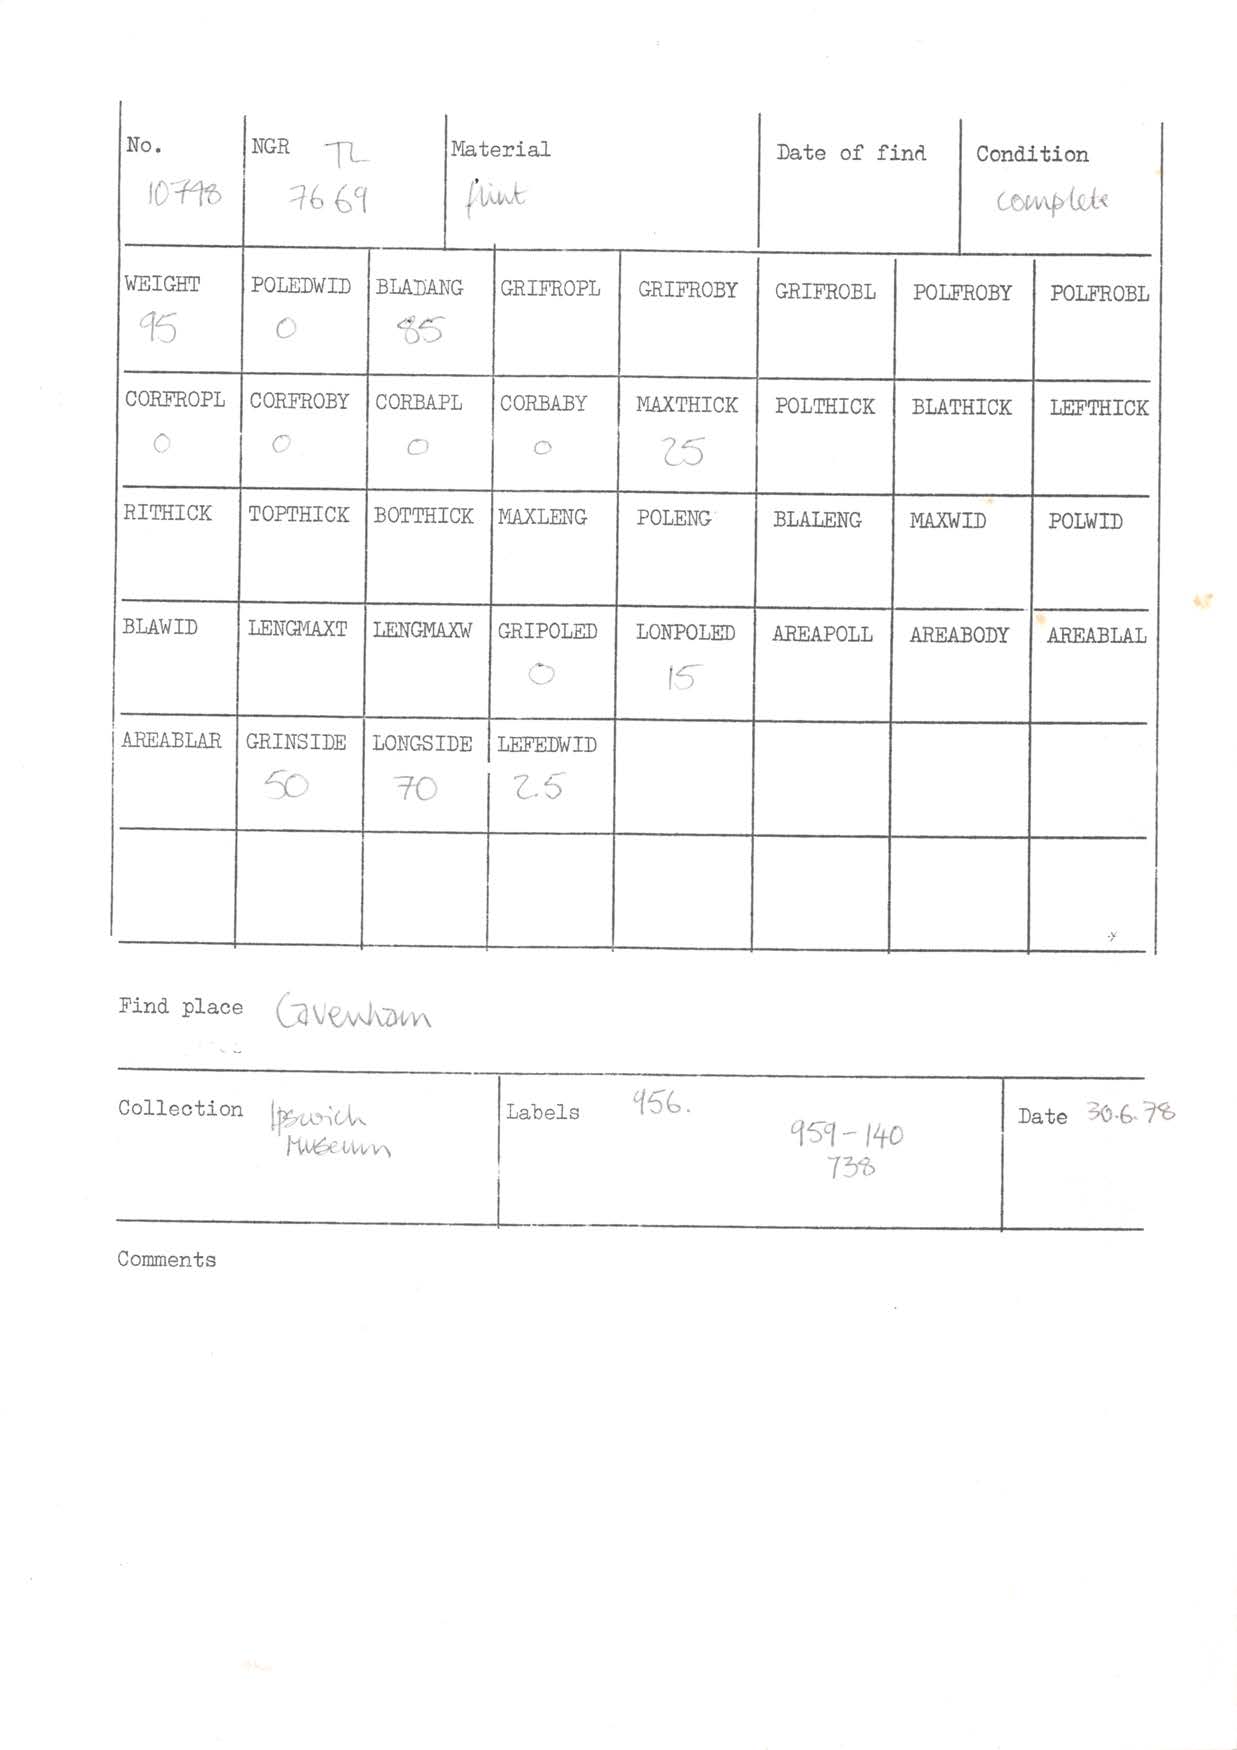 No. NGR TL Material Date of find Condition
10798 7669 flint complete
WEIGHT POLEDWID BLADANG GRIFROPL GRIFROBY GRIFROBL POLFROBY POLFROBL
95 0 85
CORFROPL CORFROBY CORBAPL CORBABY MAXTHICK POLTHICK BLATHICK LEFTHICK
0 0 0 0 25
RITHICK TOPTHICK BOTTHICK MAXLENG POLENG BLALENG MAXWID POLWID
BLAWID LENGMAXT LENGMAXW GRIPOLED LONPOLED AREAPOLL AREABODY AREABLAL
0 15
AREABLAR GRINSIDE LONGSIDE LEFEDWID
50 70 2.5
Find place Cavenham
Collection Ipswich Museum
Labels 956.
959-140
738
Date 30.6.78
Comments